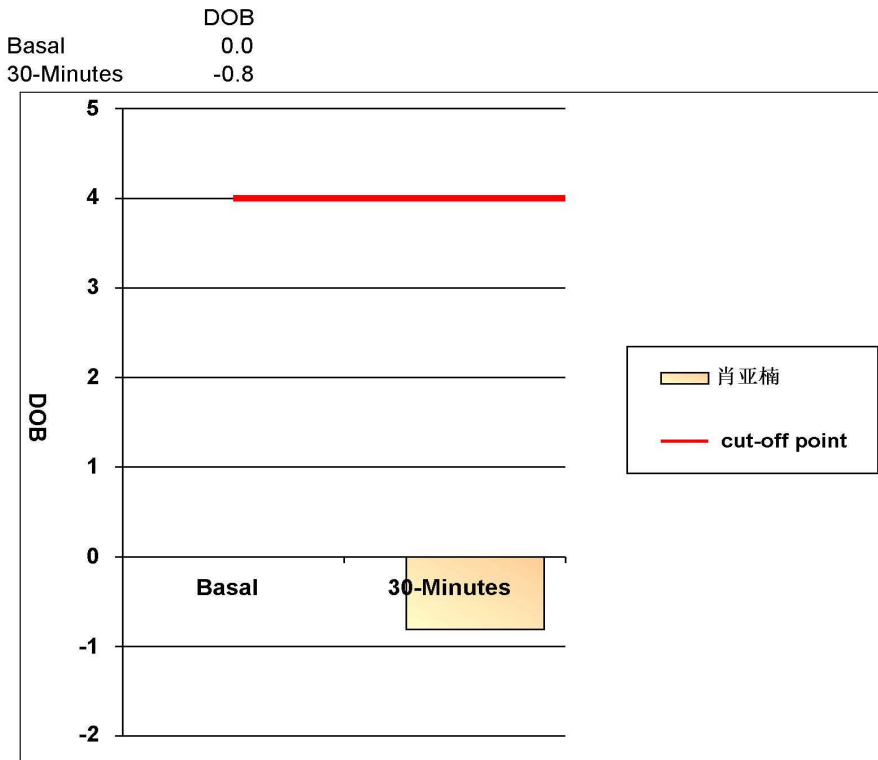 DOB
Basal 0.0
30-Minutes -0.8
5
4
3
2
1
0
-1
-2
DOB
Basal 30-Minutes
肖亚楠
cut-off point